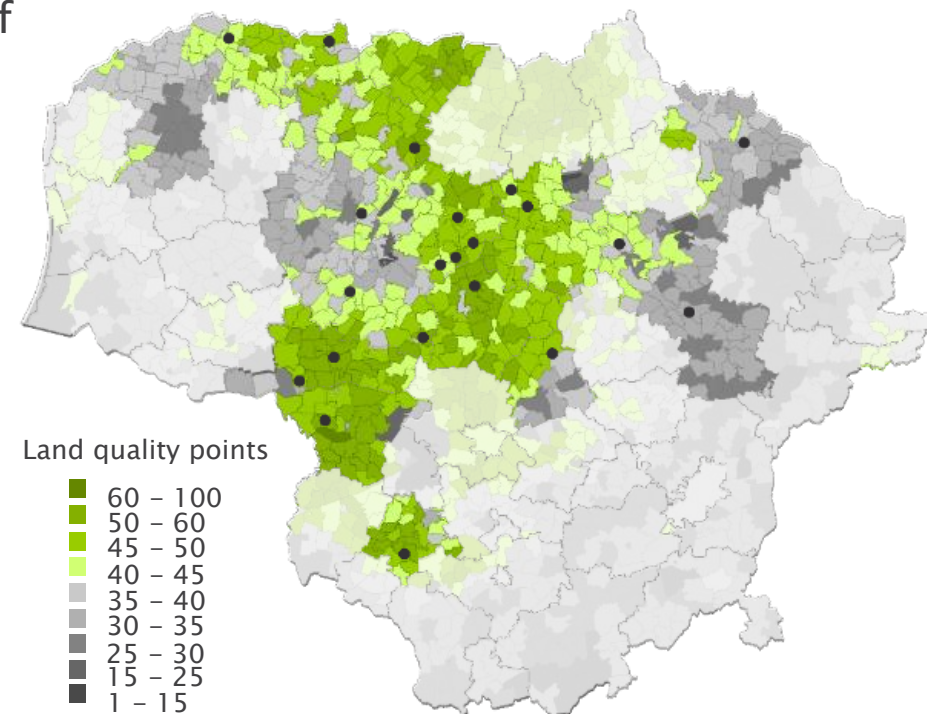 f
Land quality points
60 – 100
50 – 60
45 – 50
40 – 45
35 – 40
30 – 35
25 – 30
15 – 25
1 – 15